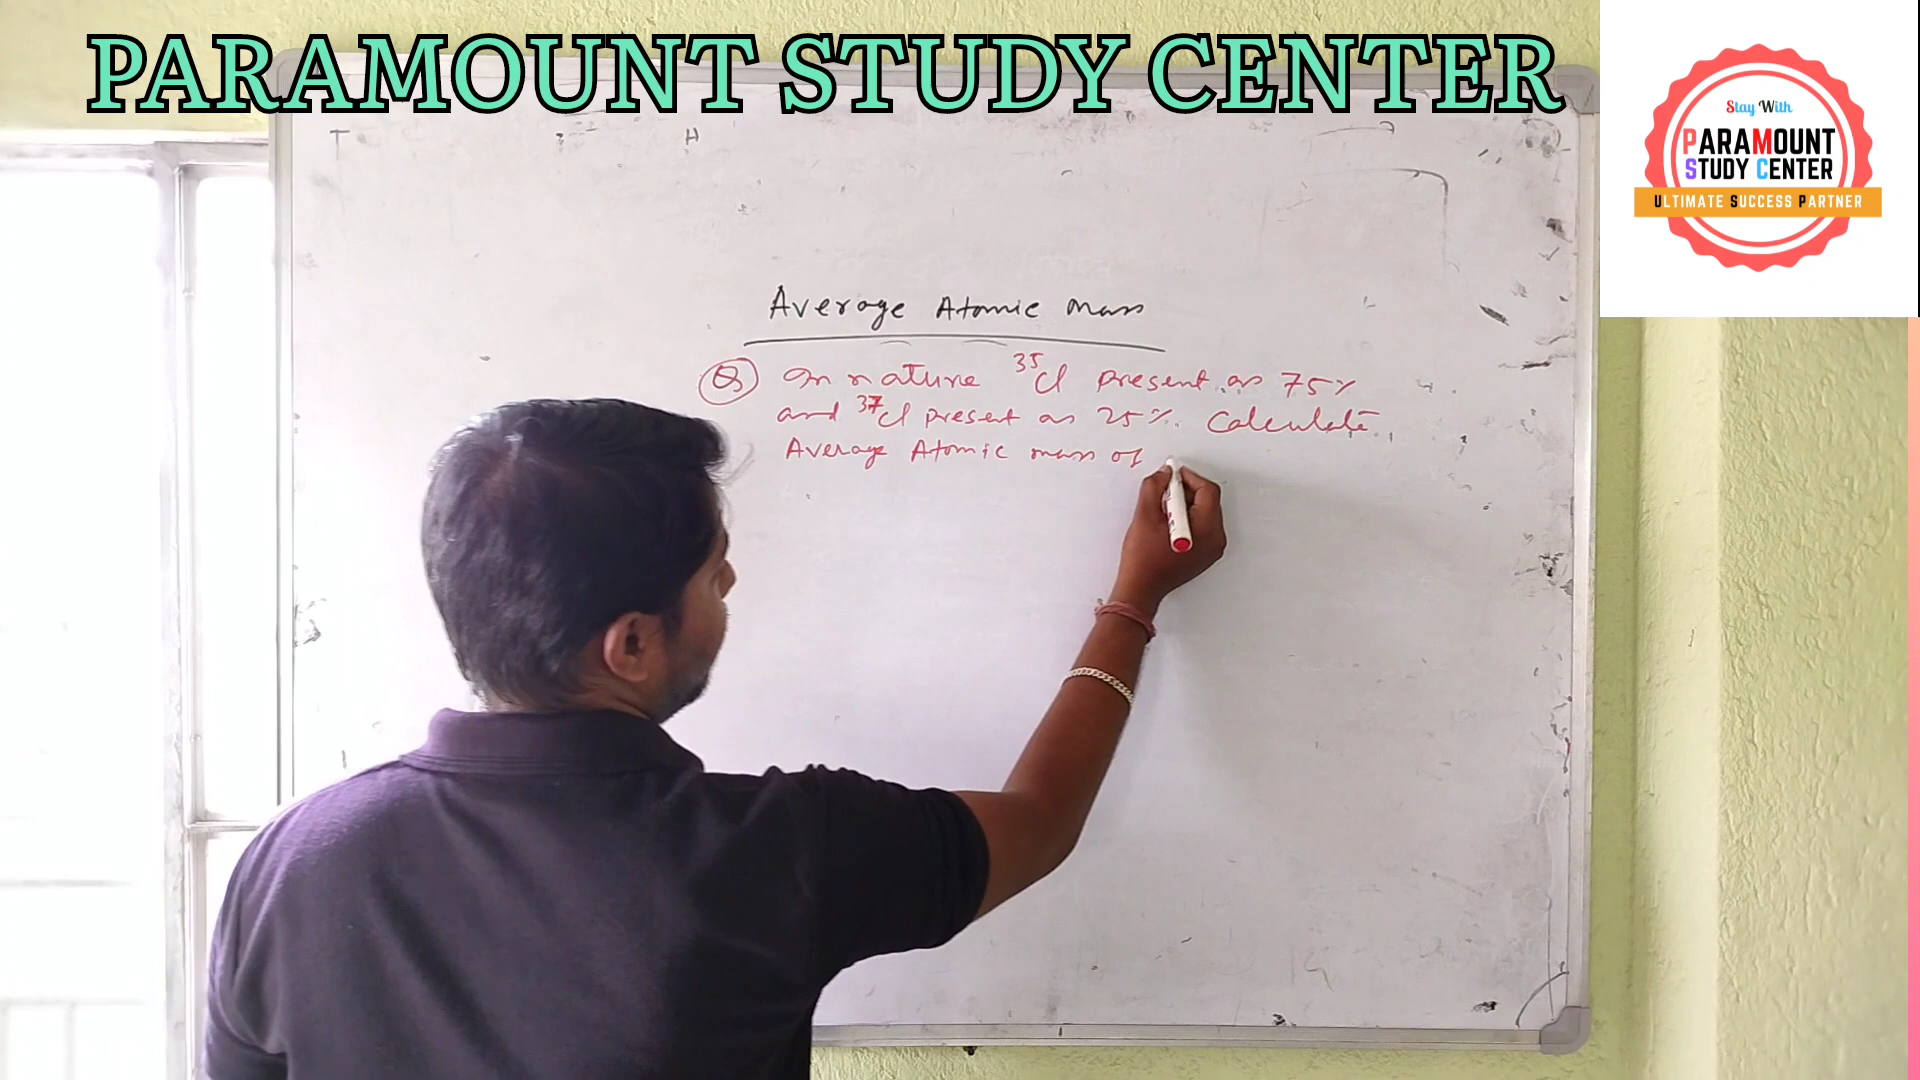 PARAMOUNT STUDY CENTER
Stay With
PARAMOUNT
STUDY CENTER
ULTIMATE SUCCESS PARTNER
T H
Average Atomic mass
Q In nature 35Cl present as 75%
and 37Cl present as 25%. Calculate
Average Atomic mass of